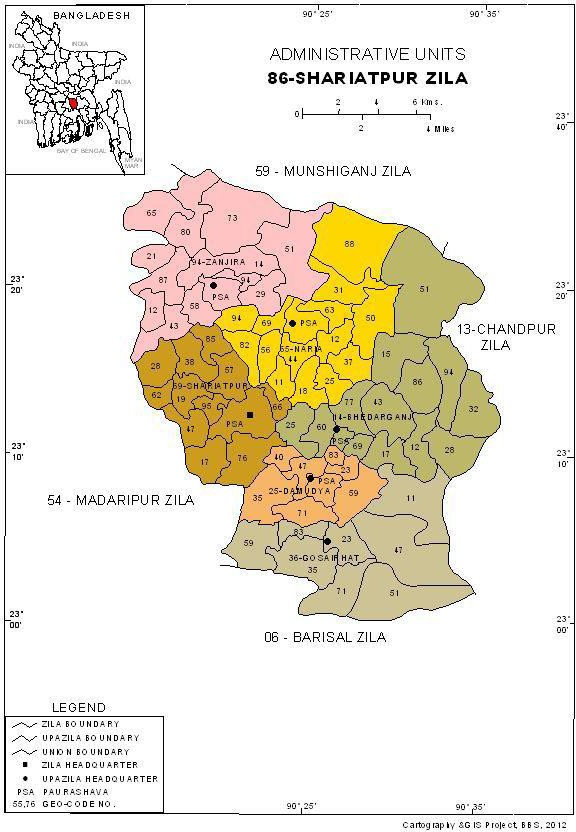 BANGLADESH
INDIA
INDIA
INDIA
INDIA
BAY OF BENGAL
MYAN
MAR
90° 25'
90° 35'
ADMINISTRATIVE UNITS
86-SHARIATPUR ZILA
0 2 4 6 Kms.
2 4 Miles
23° 40'
23° 40'
59 - MUNSHIGANJ ZILA
65
73
80
88
51
21
94-ZANJIRA
14
87
94
29
PSA
58
12
43
23° 20'
23° 20'
31
51
63
50
94
69
PSA
12
82
56
65-NARIA
44
37
11
18
25
13-CHANDPUR
ZILA
85
28
38
57
69-SHARIATPUR
62
19
95
66
PSA
47
17
76
15
94
86
77
43
32
14-BHEDARGANJ
25
60
PSA
69
17
12
28
23° 10'
23° 10'
40
83
47
23
PSA
25-DAMUDYA
59
35
71
54 - MADARIPUR ZILA
11
83
59
23
47
36-GOSAIRHAT
35
71
51
23° 00'
23° 00'
06 - BARISAL ZILA
LEGEND
ZILA BOUNDARY
UPAZILA BOUNDARY
UNION BOUNDARY
ZILA HEADQUARTER
UPAZILA HEADQUARTER
PSA PAURASHAVA
55,76 GEO-CODE NO.
90° 25'
90° 35'
Cartography &GIS Project, BBS, 2012